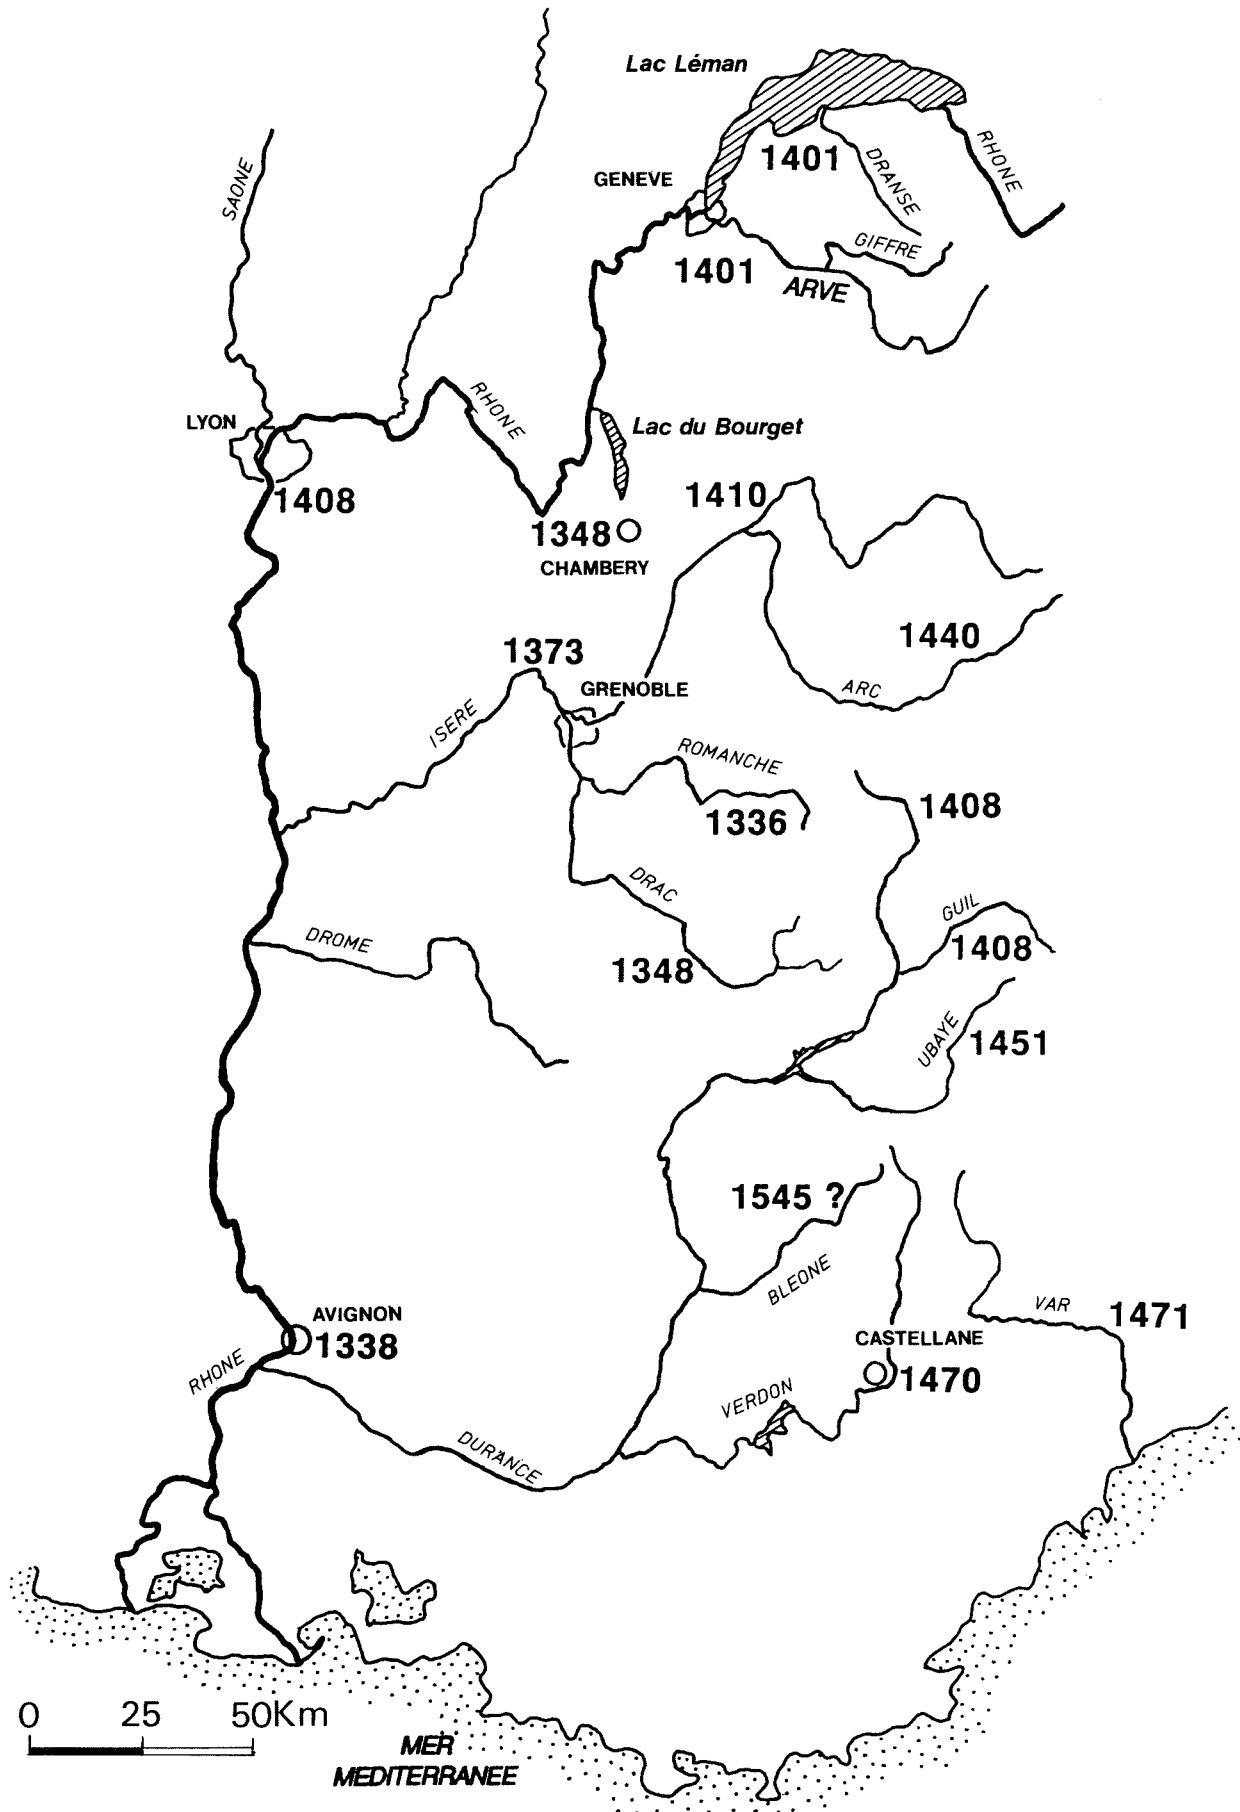 Lac Léman
RHONE
DRANSE
1401
SAONE
GENEVE
GIFFRE
1401
ARVE
RHONE
LYON
Lac du Bourget
1408
1410
1348
CHAMBERY
1440
1373
GRENOBLE
ARC
ISERE
ROMANCHE
1336
1408
DRAC
GUIL
DROME
1408
1348
UBAYE
1451
1545 ?
BLEONE
AVIGNON
1338
VAR
1471
CASTELLANE
1470
RHONE
VERDON
DURANCE
0 25 50Km
MER
MEDITERRANEE